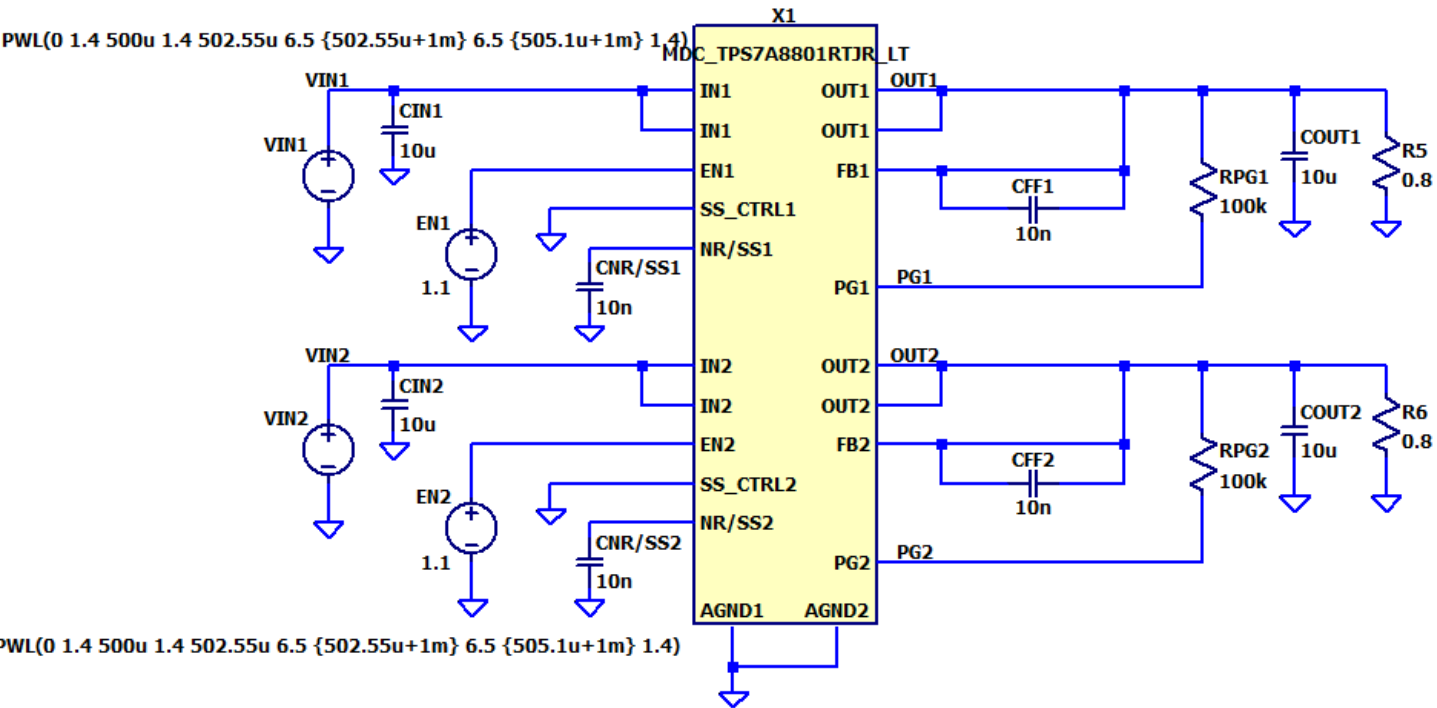 X1
PWL(0 1.4 500u 1.4 502.55u 6.5 {502.55u+1m} 6.5 {505.1u+1m} 1.4)
MDC_TPS7A8801RTJR_LT
VIN1
IN1
OUT1
OUT1
CIN1
10u
VIN1
IN1
OUT1
COUT1
10u
R5
0.8
EN1
FB1
CFF1
10n
RPG1
100k
SS_CTRL1
EN1
1.1
NR/SS1
CNR/SS1
10n
PG1
PG1
VIN2
IN2
OUT2
OUT2
CIN2
10u
VIN2
IN2
OUT2
COUT2
10u
R6
0.8
EN2
FB2
CFF2
10n
RPG2
100k
SS_CTRL2
EN2
1.1
NR/SS2
CNR/SS2
10n
PG2
PG2
AGND1
AGND2
PWL(0 1.4 500u 1.4 502.55u 6.5 {502.55u+1m} 6.5 {505.1u+1m} 1.4)